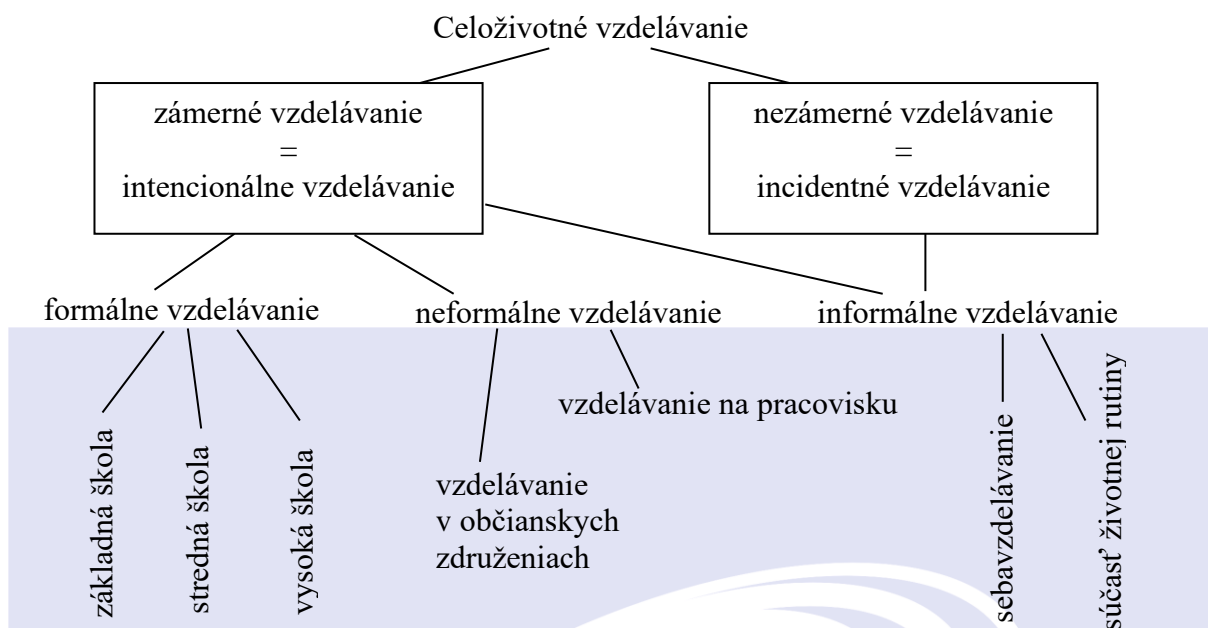 Celoživotné vzdelávanie
zámerné vzdelávanie
=
intencionálne vzdelávanie
nezámerné vzdelávanie
=
incidentné vzdelávanie
formálne vzdelávanie
neformálne vzdelávanie
informálne vzdelávanie
základná škola
stredná škola
vysoká škola
vzdelávanie
v občianskych
združeniach
vzdelávanie na pracovisku
sebavzdelávanie
súčasť životnej rutiny